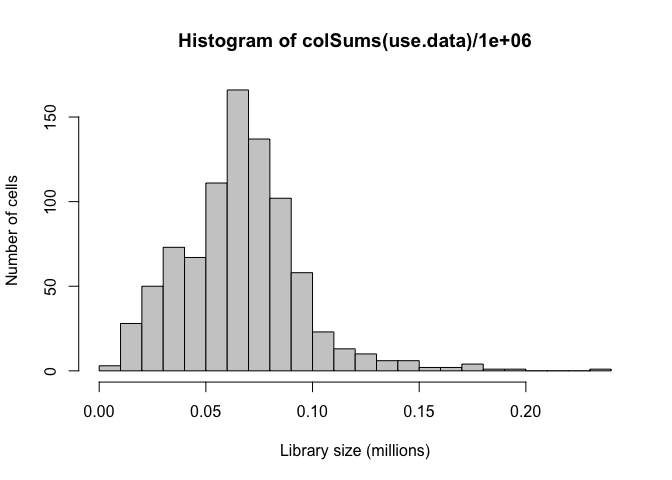 Histogram of colSums(use.data)/1e+06
150
100
50
0
Number of cells
0.00 0.05 0.10 0.15 0.20
Library size (millions)